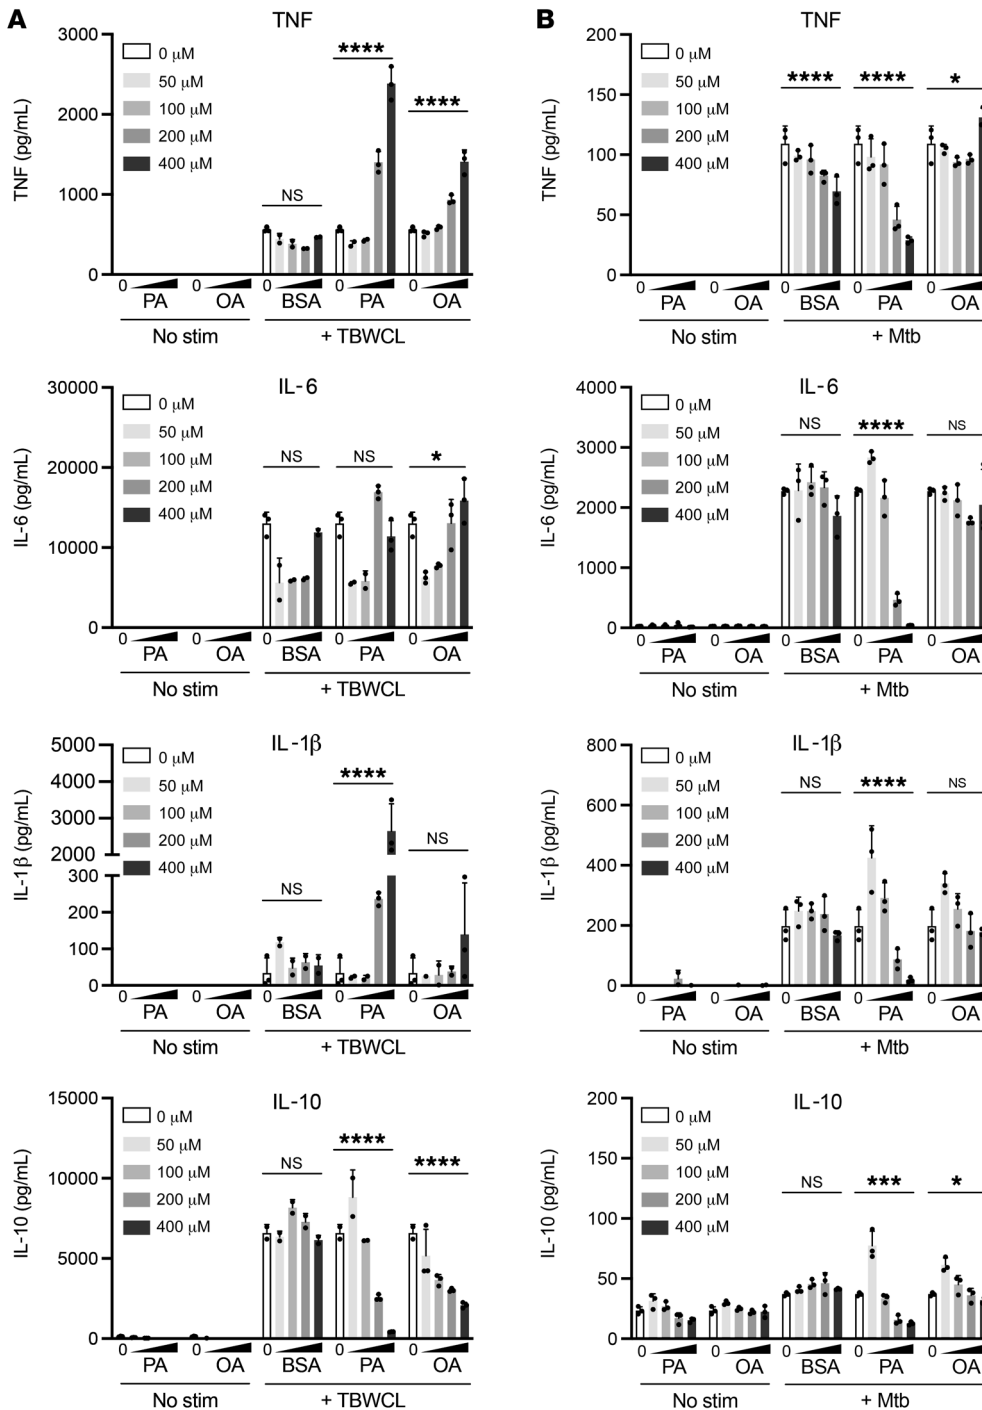 A
TNF
TNF (pg/mL)
3000
2000
1000
0
0 µM
50 µM
100 µM
200 µM
400 µM
NS
****
****
0 0 0 0 0
PA OA BSA PA OA
No stim + TBWCL
IL-6
IL-6 (pg/mL)
30000
20000
10000
0
0 µM
50 µM
100 µM
200 µM
400 µM
NS NS *
0 0 0 0 0
PA OA BSA PA OA
No stim + TBWCL
IL-1β
IL-1β (pg/mL)
5000
4000
3000
2000
300
200
100
0
0 µM
50 µM
100 µM
200 µM
400 µM
NS
****
NS
0 0 0 0 0
PA OA BSA PA OA
No stim + TBWCL
IL-10
IL-10 (pg/mL)
15000
10000
5000
0
0 µM
50 µM
100 µM
200 µM
400 µM
NS
****
****
0 0 0 0 0
PA OA BSA PA OA
No stim + TBWCL
B
TNF
TNF (pg/mL)
200
150
100
50
0
0 µM
50 µM
100 µM
200 µM
400 µM
**** **** *
0 0 0 0 0
PA OA BSA PA OA
No stim + Mtb
IL-6
IL-6 (pg/mL)
4000
3000
2000
1000
0
0 µM
50 µM
100 µM
200 µM
400 µM
NS **** NS
0 0 0 0 0
PA OA BSA PA OA
No stim + Mtb
IL-1β
IL-1β (pg/mL)
800
600
400
200
0
0 µM
50 µM
100 µM
200 µM
400 µM
NS **** NS
0 0 0 0 0
PA OA BSA PA OA
No stim + Mtb
IL-10
IL-10 (pg/mL)
200
150
100
50
0
0 µM
50 µM
100 µM
200 µM
400 µM
NS *** *
0 0 0 0 0
PA OA BSA PA OA
No stim + Mtb